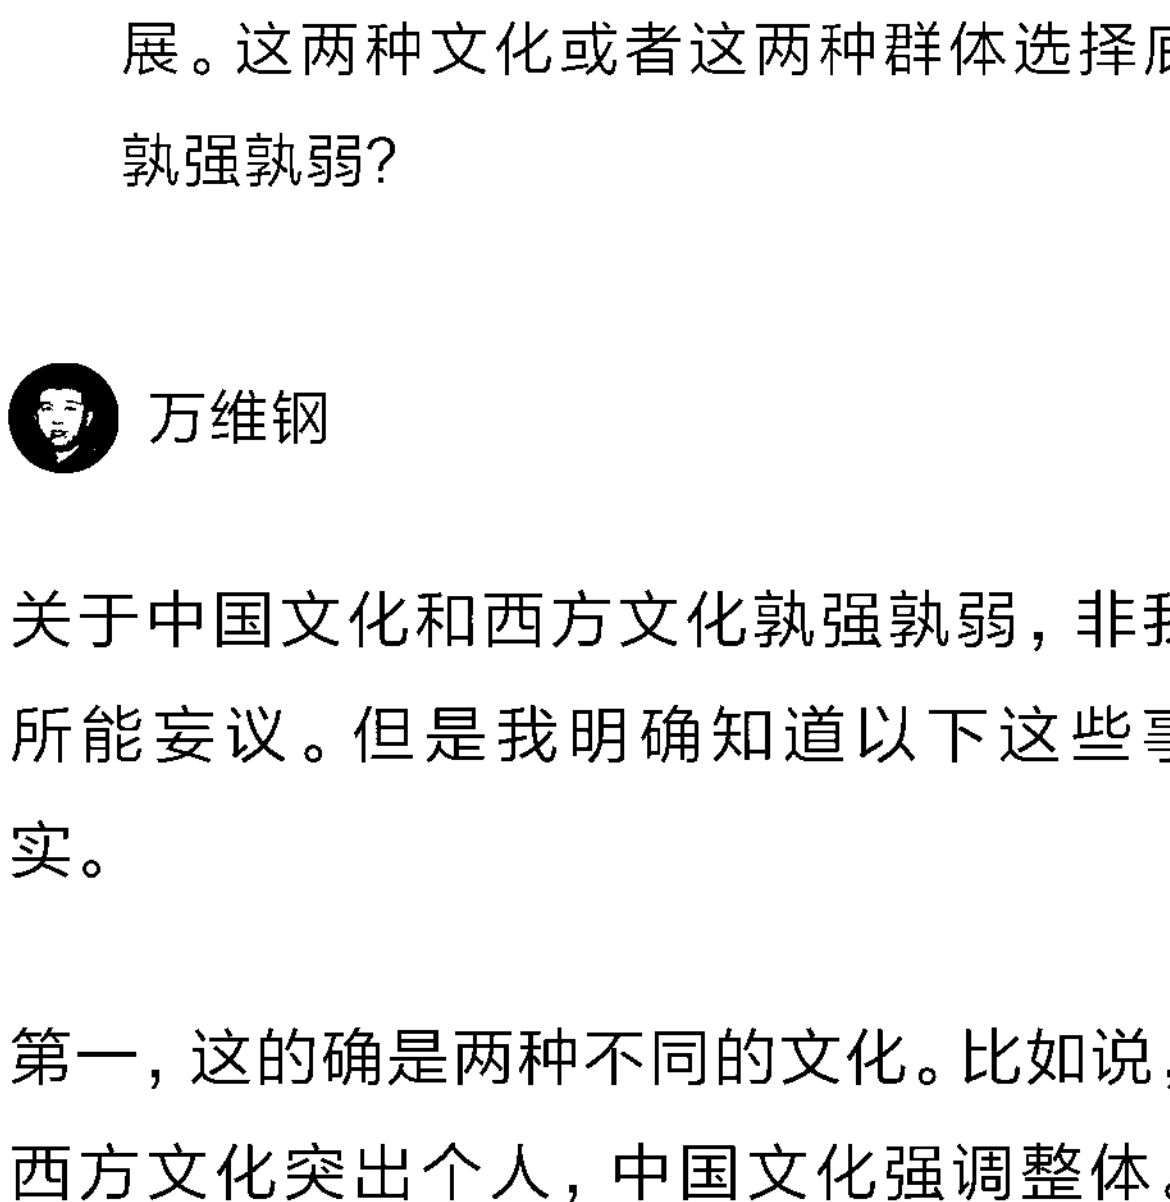 展。这两种文化或者这两种群体选择底
孰强孰弱?
万维钢
关于中国文化和西方文化孰强孰弱，非我
所能妄议。但是我明确知道以下这些事
实。
第一，这的确是两种不同的文化。比如说，
西方文化突出个人，中国文化强调整体。